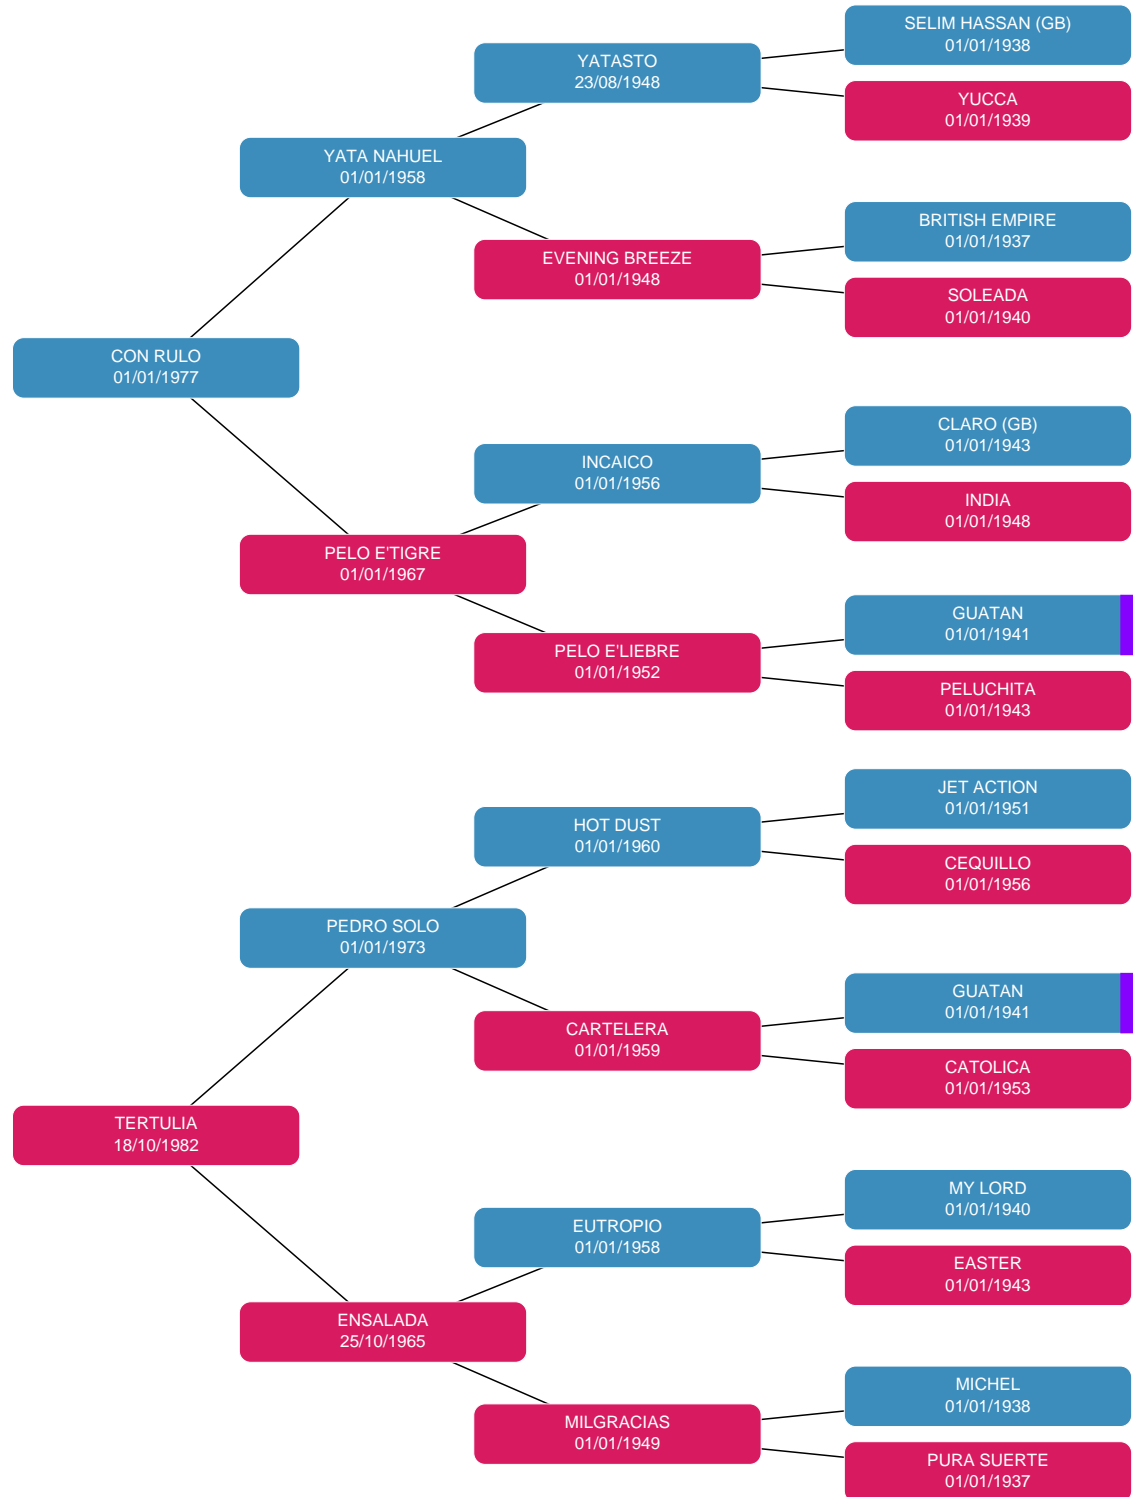 SELIM HASSAN (GB)
01/01/1938
YATASTO
23/08/1948
YUCCA
01/01/1939
YATA NAHUEL
01/01/1958
BRITISH EMPIRE
01/01/1937
EVENING BREEZE
01/01/1948
SOLEADA
01/01/1940
CON RULO
01/01/1977
CLARO (GB)
01/01/1943
INCAICO
01/01/1956
INDIA
01/01/1948
PELO E'TIGRE
01/01/1967
GUATAN
01/01/1941
PELO E'LIEBRE
01/01/1952
PELUCHITA
01/01/1943
JET ACTION
01/01/1951
HOT DUST
01/01/1960
CEQUILLO
01/01/1956
PEDRO SOLO
01/01/1973
GUATAN
01/01/1941
CARTELERA
01/01/1959
CATOLICA
01/01/1953
TERTULIA
18/10/1982
MY LORD
01/01/1940
EUTROPIO
01/01/1958
EASTER
01/01/1943
ENSALADA
25/10/1965
MICHEL
01/01/1938
MILGRACIAS
01/01/1949
PURA SUERTE
01/01/1937